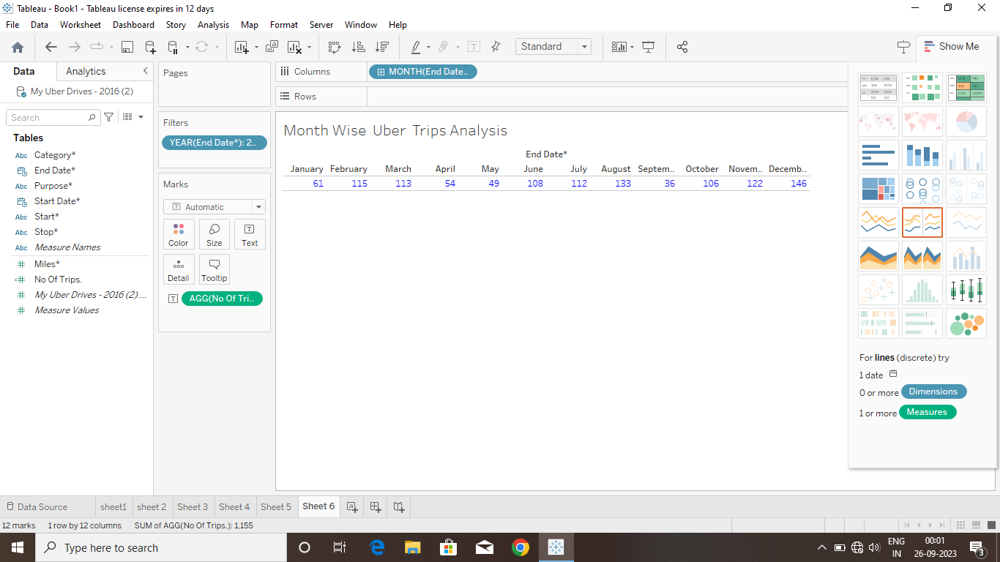 Tableau - Book1 - Tableau license expires in 12 days
File Data Worksheet Dashboard Story Analysis Map Format Server Window Help
Standard
Show Me
Data Analytics
My Uber Drives - 2016 (2)
Search
Tables
Abc Category*
End Date*
Abc Purpose*
Start Date*
Abc Start*
Abc Stop*
Abc Measure Names
Miles*
No Of Trips.
My Uber Drives - 2016 (2)....
Measure Values
Pages
Filters
YEAR(End Date*): 2..
Marks
Automatic
Color Size Text
Detail Tooltip
AGG(No Of Tri..
Columns
MONTH(End Date..
Rows
Month Wise Uber Trips Analysis
End Date*
January February March April May June July August Septem.. October Novem.. Decemb..
61 115 113 54 49 108 112 133 36 106 122 146
For lines (discrete) try
1 date
0 or more Dimensions
1 or more Measures
Data Source sheet1 sheet 2 Sheet 3 Sheet 4 Sheet 5 Sheet 6
12 marks 1 row by 12 columns SUM of AGG(No Of Trips.): 1,155
Type here to search
ENG
IN
00:01
26-09-2023
3